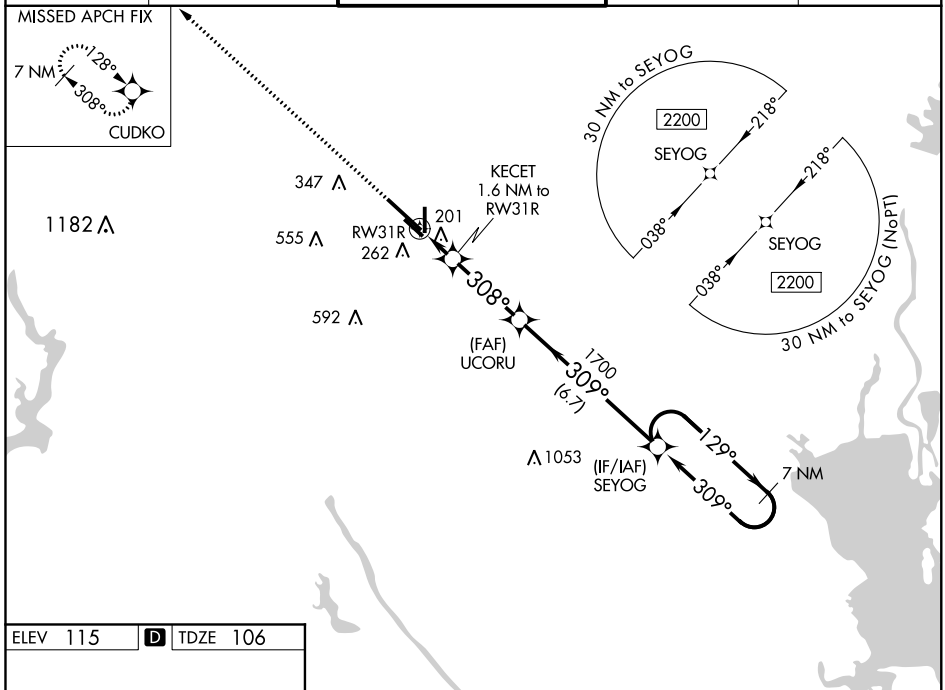 MISSED APCH FIX
7 NM
128°
308°
CUDKO
30 NM to SEYOG
2200
218°
SEYOG
038°
218°
SEYOG
038°
2200
30 NM to SEYOG (NoPT)
KECET
1.6 NM to
RW31R
347
1182
201
RW31R
555
262
308°
592
(FAF)
UCORU
1700
309°
(6.7)
1053
(IF/IAF)
SEYOG
129°
7 NM
309°
ELEV 115 D TDZE 106